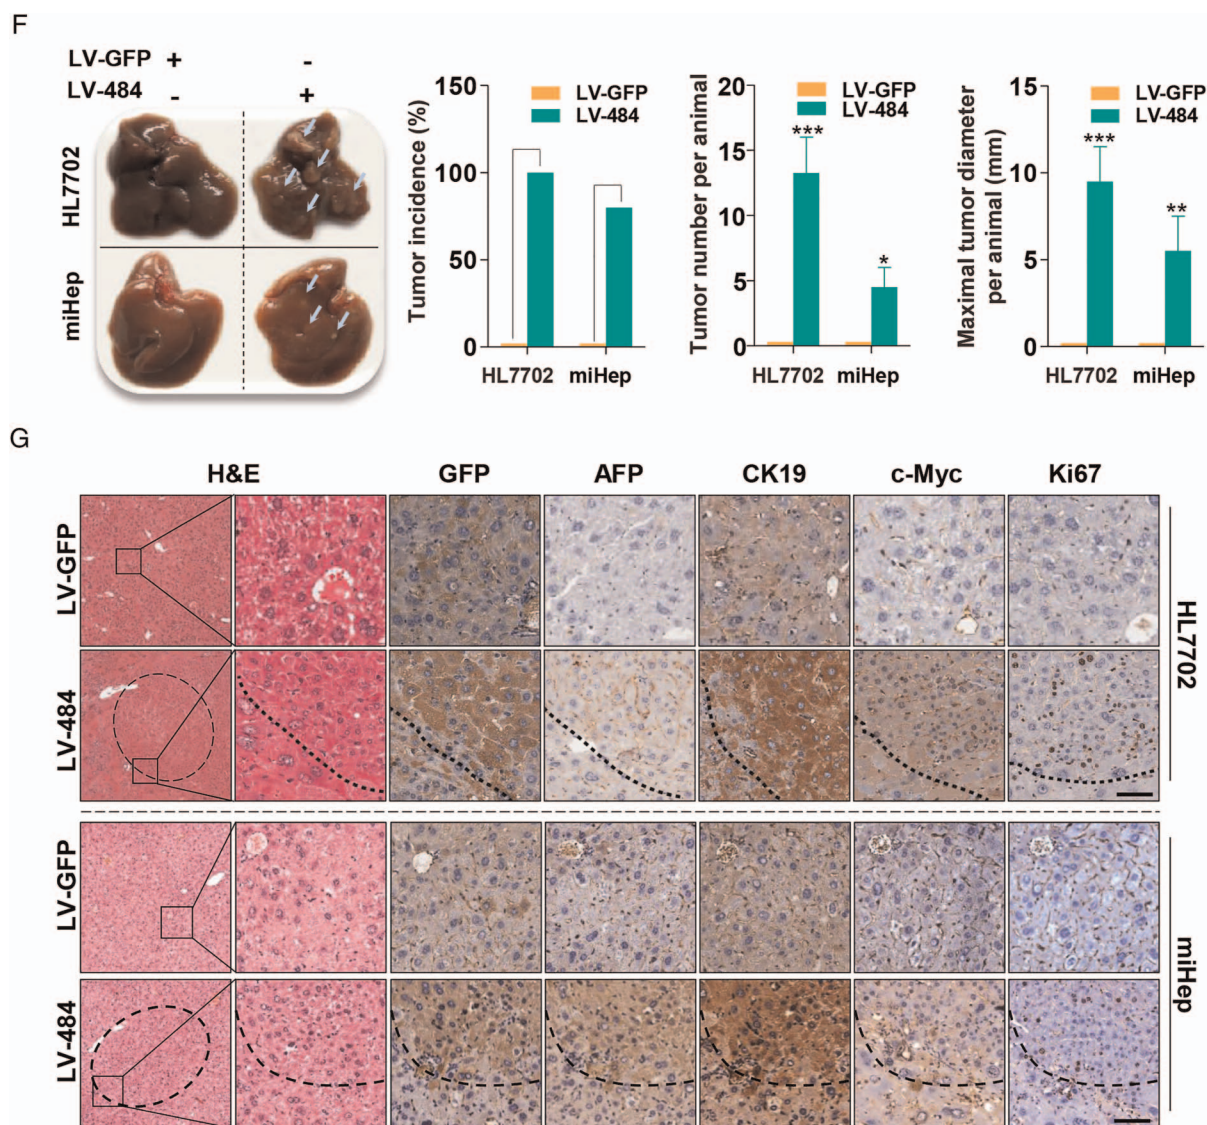 F
LV-GFP + -
LV-484 - +
HL7702
miHep
Tumor incidence (%)
150
100
50
0
LV-GFP
LV-484
HL7702 miHep
Tumor number per animal
20
15
10
5
0
LV-GFP
LV-484
***
*
HL7702 miHep
Maximal tumor diameter
per animal (mm)
15
10
5
0
LV-GFP
LV-484
***
**
HL7702 miHep
G
H&E GFP AFP CK19 c-Myc Ki67
LV-GFP
LV-484
HL7702
LV-GFP
LV-484
miHep